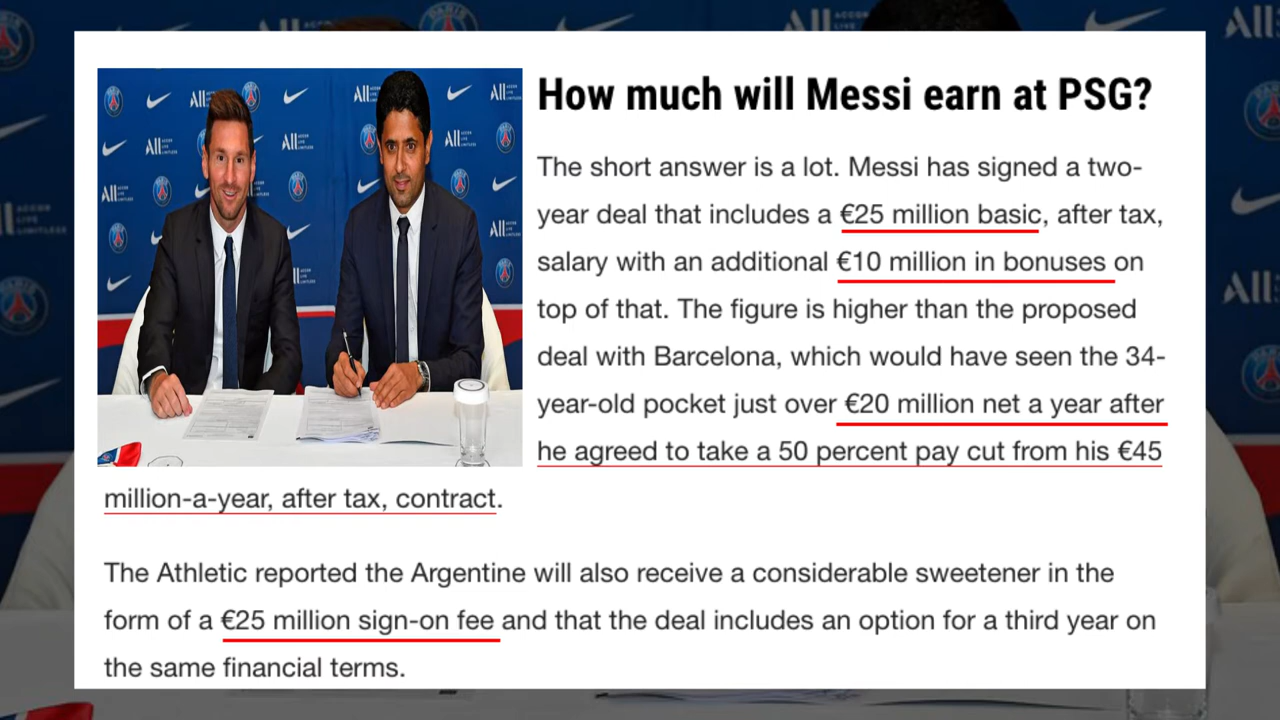 How much will Messi earn at PSG?
The short answer is a lot. Messi has signed a two-
year deal that includes a €25 million basic, after tax,
salary with an additional €10 million in bonuses on
top of that. The figure is higher than the proposed
deal with Barcelona, which would have seen the 34-
year-old pocket just over €20 million net a year after
he agreed to take a 50 percent pay cut from his €45
million-a-year, after tax, contract.
The Athletic reported the Argentine will also receive a considerable sweetener in the
form of a €25 million sign-on fee and that the deal includes an option for a third year on
the same financial terms.